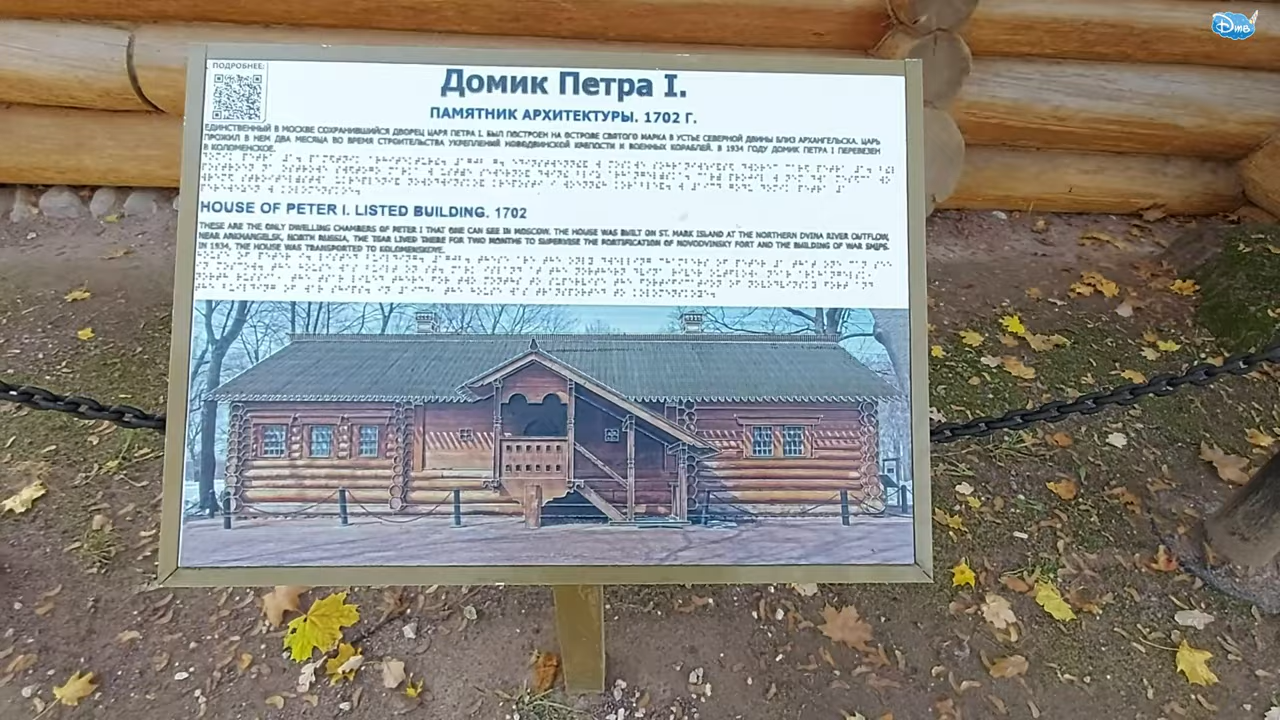 Dmb
ПОДРОБНЕЕ:
Домик Петра I.
ПАМЯТНИК АРХИТЕКТУРЫ. 1702 Г.
ЕДИНСТВЕННЫЙ В МОСКВЕ СОХРАНИВШИЙСЯ ДВОРЕЦ ЦАРЯ ПЕТРА I. БЫЛ ПОСТРОЕН НА ОСТРОВЕ СВЯТОГО МАРКА В УСТЬЕ СЕВЕРНОЙ ДВИНЫ БЛИЗ АРХАНГЕЛЬСКА. ЦАРЬ
ПРОЖИЛ В НЕМ ДВА МЕСЯЦА ВО ВРЕМЯ СТРОИТЕЛЬСТВА УКРЕПЛЕНИЙ НОВОДВИНСКОЙ КРЕПОСТИ И ВОЕННЫХ КОРАБЛЕЙ. В 1934 ГОДУ ДОМИК ПЕТРА I ПЕРЕВЕЗЕН
В КОЛОМЕНСКОЕ.
HOUSE OF PETER I. LISTED BUILDING. 1702
THESE ARE THE ONLY DWELLING CHAMBERS OF PETER I THAT ONE CAN SEE IN MOSCOW. THE HOUSE WAS BUILT ON ST. MARK ISLAND AT THE NORTHERN DVINA RIVER OUTFLOW,
NEAR ARKHANGELSK, NORTH RUSSIA, THE TSAR LIVED THERE FOR TWO MONTHS TO SUPERVISE THE FORTIFICATION OF NOVODVINSKY FORT AND THE BUILDING OF WAR SHIPS.
IN 1934, THE HOUSE WAS TRANSPORTED TO KOLOMENSKOYE.